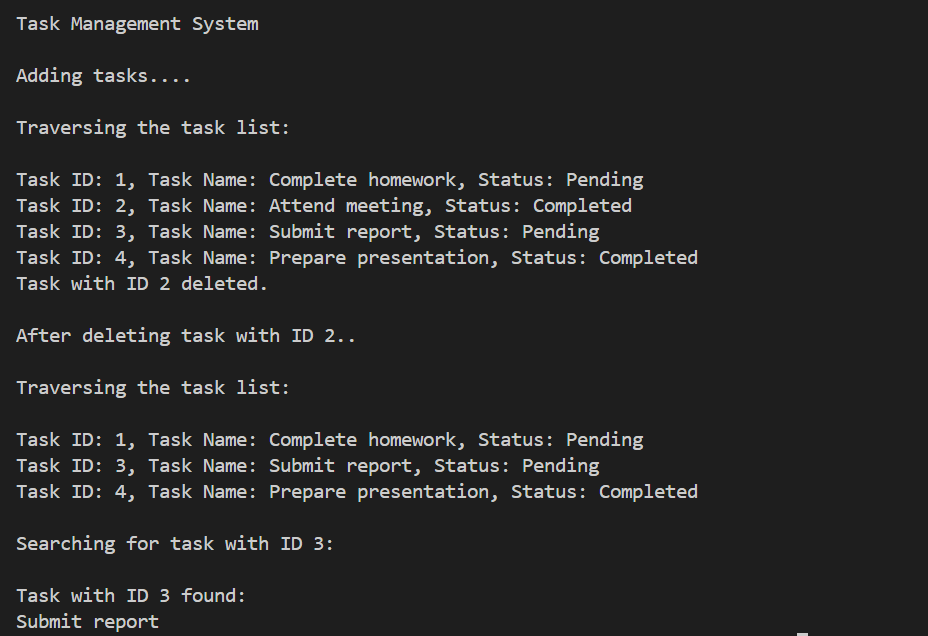 Task Management System
Adding tasks....
Traversing the task list:
Task ID: 1, Task Name: Complete homework, Status: Pending
Task ID: 2, Task Name: Attend meeting, Status: Completed
Task ID: 3, Task Name: Submit report, Status: Pending
Task ID: 4, Task Name: Prepare presentation, Status: Completed
Task with ID 2 deleted.
After deleting task with ID 2..
Traversing the task list:
Task ID: 1, Task Name: Complete homework, Status: Pending
Task ID: 3, Task Name: Submit report, Status: Pending
Task ID: 4, Task Name: Prepare presentation, Status: Completed
Searching for task with ID 3:
Task with ID 3 found:
Submit report